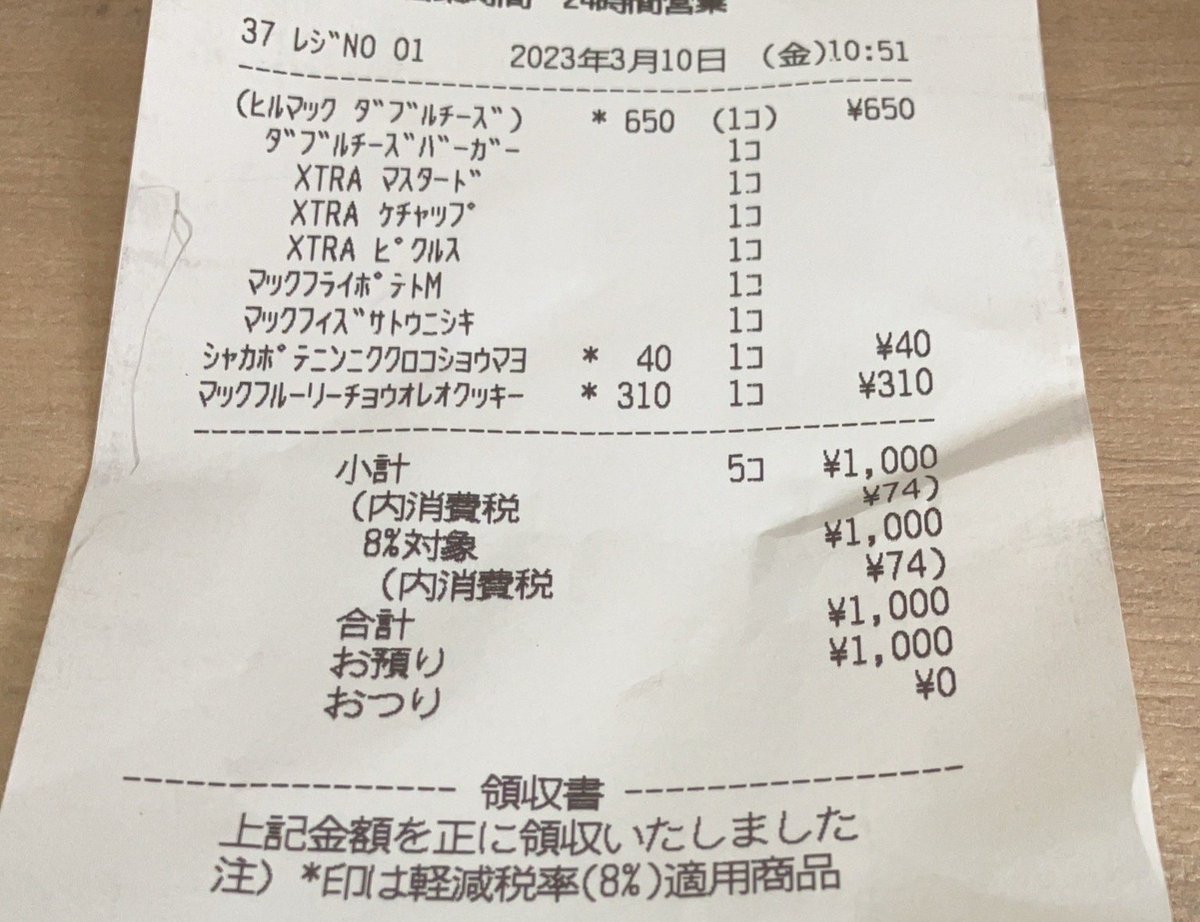 24時間営業
37 レジNO 01 2023年3月10日 (金)10:51
(ヒルマック ダブルチーズ) * 650 (1コ) ¥650
ダブルチーズバーガー 1コ
XTRA マスタード 1コ
XTRA ケチャップ 1コ
XTRA ピクルス 1コ
マックフライポテトM 1コ
マックフィズサトウニシキ 1コ
シャカポテニンニククロコショウマヨ * 40 1コ ¥40
マックフルーリーチョウオレオクッキー * 310 1コ ¥310
小計 5コ ¥1,000
(内消費税 ¥74)
8%対象 ¥1,000
(内消費税 ¥74)
合計 ¥1,000
お預り ¥1,000
おつり ¥0
領収書
上記金額を正に領収いたしました
注) *印は軽減税率(8%)適用商品